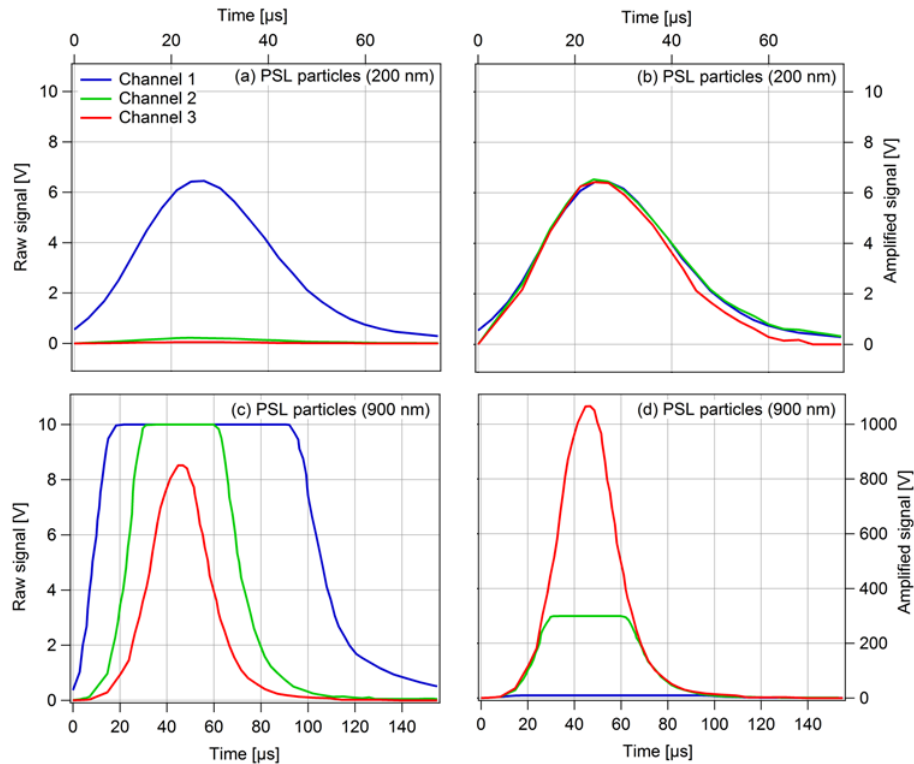 Time [µs]
Time [µs]
0 20 40 60
0 20 40 60
Channel 1
Channel 2
Channel 3
(a) PSL particles (200 nm)
(b) PSL particles (200 nm)
10
8
6
4
2
0
Raw signal [V]
10
8
6
4
2
0
Amplified signal [V]
(c) PSL particles (900 nm)
(d) PSL particles (900 nm)
10
8
6
4
2
0
Raw signal [V]
1000
800
600
400
200
0
Amplified signal [V]
0 20 40 60 80 100 120 140
0 20 40 60 80 100 120 140
Time [µs]
Time [µs]